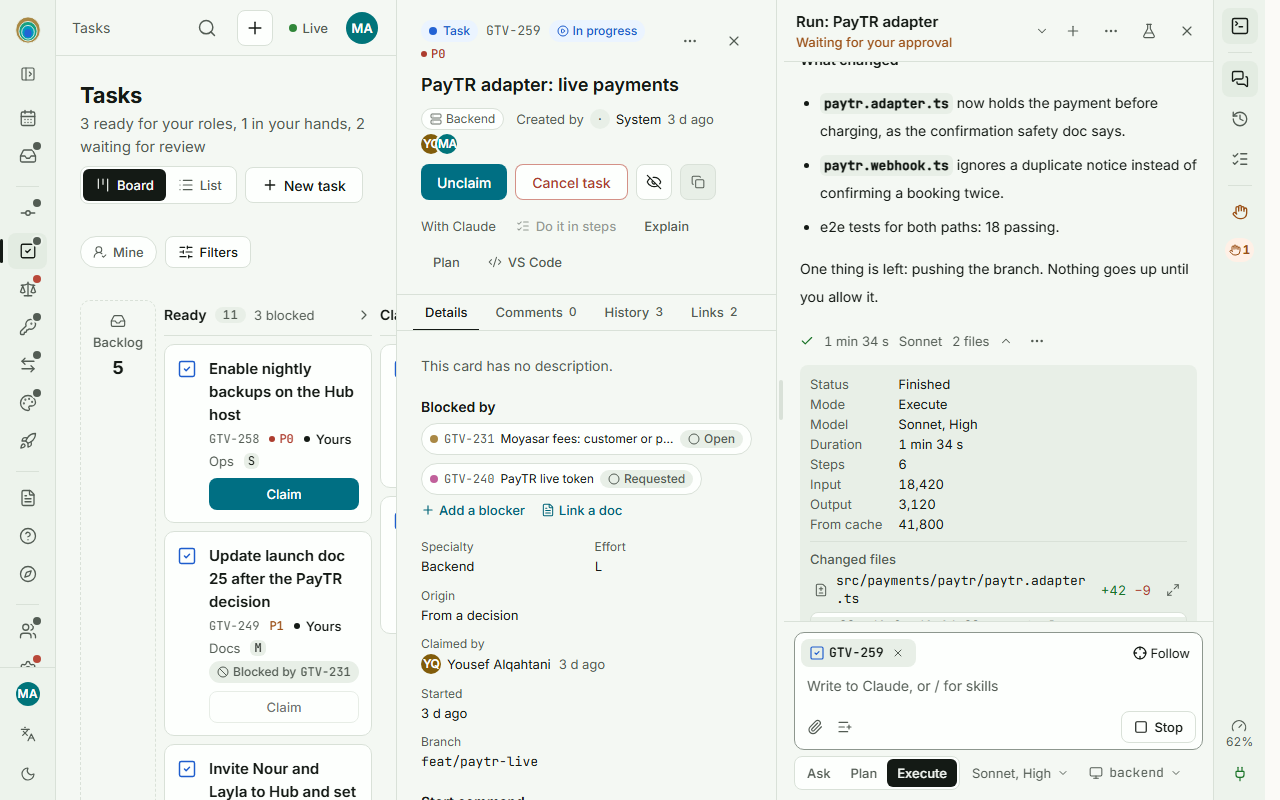 Tasks
Live
MA
Tasks
3 ready for your roles, 1 in your hands, 2
waiting for review
Board
List
New task
Mine
Filters
Backlog
5
Ready 11 3 blocked
Enable nightly
backups on the Hub
host
GTV-258 P0 Yours
Ops S
Claim
Update launch doc
25 after the PayTR
decision
GTV-249 P1 Yours
Docs M
Blocked by GTV-231
Claim
Invite Nour and
Layla to Hub and set
MA
Task GTV-259 In progress
P0
PayTR adapter: live payments
Backend Created by · System 3 d ago
MA
Unclaim
Cancel task
With Claude Do it in steps Explain
Plan VS Code
Details Comments 0 History 3 Links 2
This card has no description.
Blocked by
GTV-231 Moyasar fees: customer or p... Open
GTV-240 PayTR live token Requested
Add a blocker Link a doc
Specialty Effort
Backend L
Origin
From a decision
Claimed by
YQ Yousef Alqahtani 3 d ago
Started
3 d ago
Branch
feat/paytr-live
Start command
Run: PayTR adapter
Waiting for your approval
What changed
paytr.adapter.ts now holds the payment before
charging, as the confirmation safety doc says.
paytr.webhook.ts ignores a duplicate notice instead of
confirming a booking twice.
e2e tests for both paths: 18 passing.
One thing is left: pushing the branch. Nothing goes up until
you allow it.
1 min 34 s Sonnet 2 files
Status Finished
Mode Execute
Model Sonnet, High
Duration 1 min 34 s
Steps 6
Input 18,420
Output 3,120
From cache 41,800
Changed files
src/payments/paytr/paytr.adapter
.ts +42 −9
GTV-259
Follow
Write to Claude, or / for skills
Stop
Ask Plan Execute Sonnet, High backend
1
62%